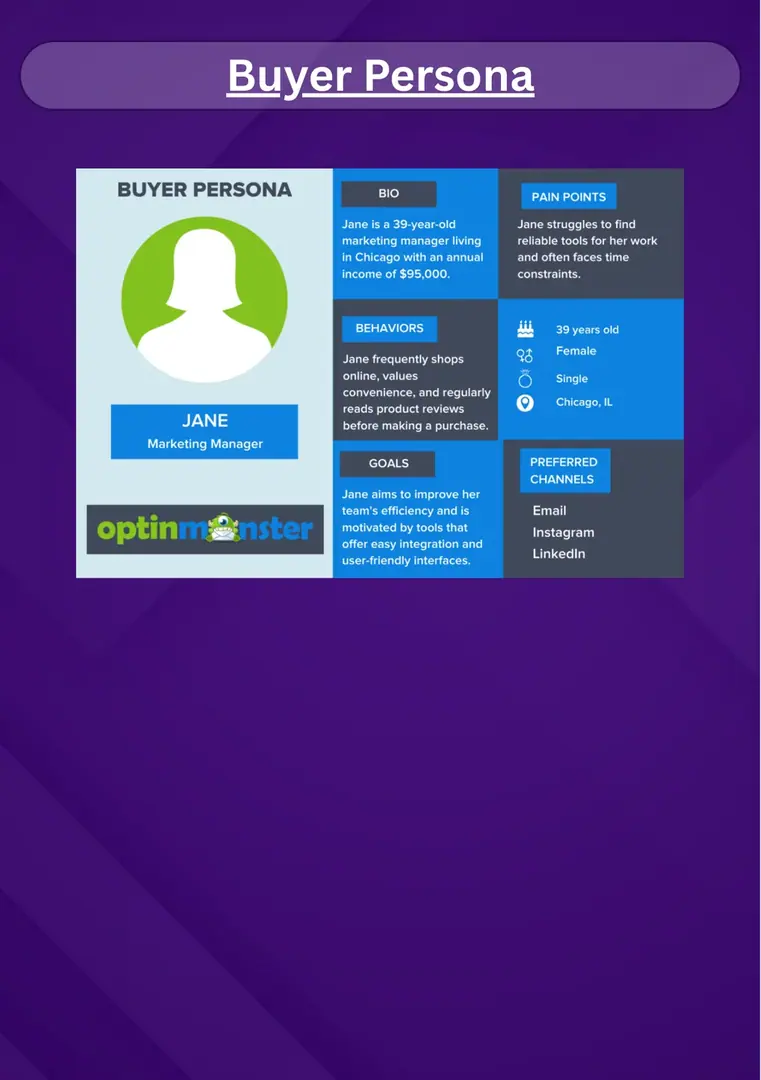 Buyer Persona
BUYER PERSONA
JANE
Marketing Manager
optinmonster
BIO
Jane is a 39-year-old
marketing manager living
in Chicago with an annual
income of $95,000.
BEHAVIORS
Jane frequently shops
online, values
convenience, and regularly
reads product reviews
before making a purchase.
GOALS
Jane aims to improve her
team's efficiency and is
motivated by tools that
offer easy integration and
user-friendly interfaces.
PAIN POINTS
Jane struggles to find
reliable tools for her work
and often faces time
constraints.
39 years old
Female
Single
Chicago, IL
PREFERRED
CHANNELS
Email
Instagram
LinkedIn